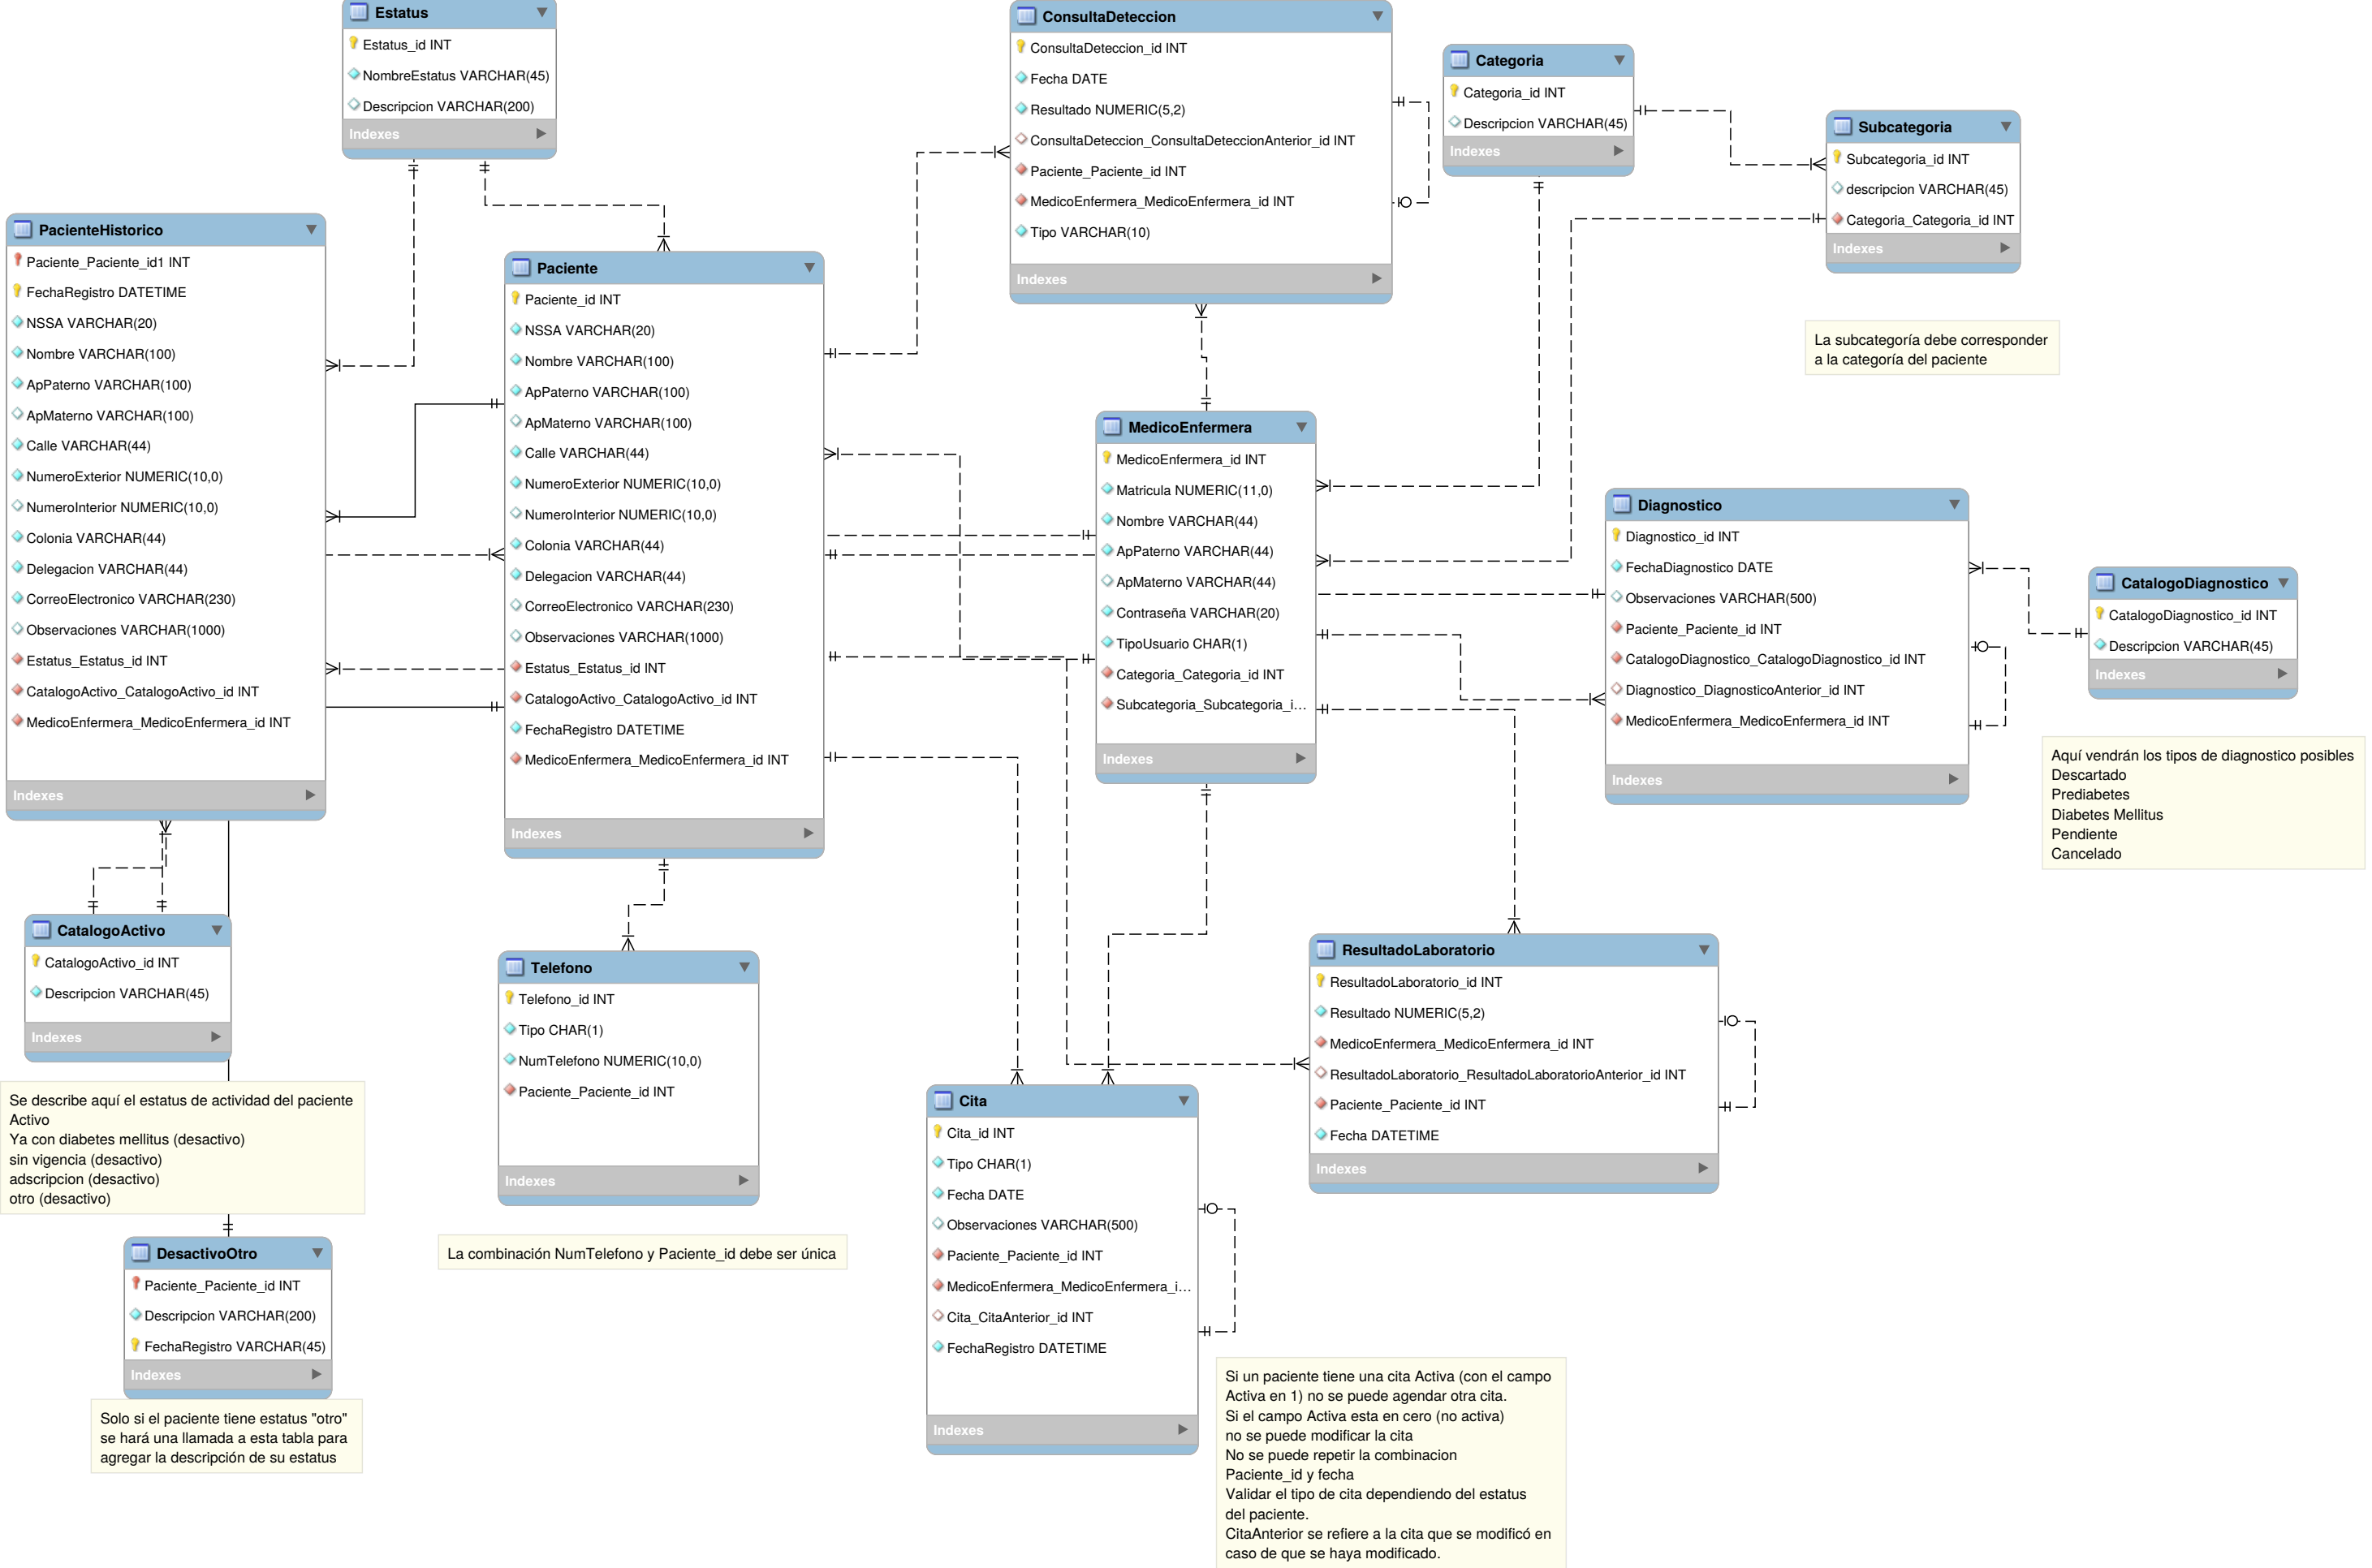 Estatus
Estatus_id INT
NombreEstatus VARCHAR(45)
Descripcion VARCHAR(200)
Indexes
ConsultaDeteccion
ConsultaDeteccion_id INT
Fecha DATE
Resultado NUMERIC(5,2)
ConsultaDeteccion_ConsultaDeteccionAnterior_id INT
Paciente_Paciente_id INT
MedicoEnfermera_MedicoEnfermera_id INT
Tipo VARCHAR(10)
Indexes
Categoria
Categoria_id INT
Descripcion VARCHAR(45)
Indexes
Subcategoria
Subcategoria_id INT
descripcion VARCHAR(45)
Categoria_Categoria_id INT
Indexes
La subcategoría debe corresponder
a la categoría del paciente
PacienteHistorico
Paciente_Paciente_id1 INT
FechaRegistro DATETIME
NSSA VARCHAR(20)
Nombre VARCHAR(100)
ApPaterno VARCHAR(100)
ApMaterno VARCHAR(100)
Calle VARCHAR(44)
NumeroExterior NUMERIC(10,0)
NumeroInterior NUMERIC(10,0)
Colonia VARCHAR(44)
Delegacion VARCHAR(44)
CorreoElectronico VARCHAR(230)
Observaciones VARCHAR(1000)
Estatus_Estatus_id INT
CatalogoActivo_CatalogoActivo_id INT
MedicoEnfermera_MedicoEnfermera_id INT
Indexes
Paciente
Paciente_id INT
NSSA VARCHAR(20)
Nombre VARCHAR(100)
ApPaterno VARCHAR(100)
ApMaterno VARCHAR(100)
Calle VARCHAR(44)
NumeroExterior NUMERIC(10,0)
NumeroInterior NUMERIC(10,0)
Colonia VARCHAR(44)
Delegacion VARCHAR(44)
CorreoElectronico VARCHAR(230)
Observaciones VARCHAR(1000)
Estatus_Estatus_id INT
CatalogoActivo_CatalogoActivo_id INT
FechaRegistro DATETIME
MedicoEnfermera_MedicoEnfermera_id INT
Indexes
MedicoEnfermera
MedicoEnfermera_id INT
Matricula NUMERIC(11,0)
Nombre VARCHAR(44)
ApPaterno VARCHAR(44)
ApMaterno VARCHAR(44)
Contraseña VARCHAR(20)
TipoUsuario CHAR(1)
Categoria_Categoria_id INT
Subcategoria_Subcategoria_i...
Indexes
Diagnostico
Diagnostico_id INT
FechaDiagnostico DATE
Observaciones VARCHAR(500)
Paciente_Paciente_id INT
CatalogoDiagnostico_CatalogoDiagnostico_id INT
Diagnostico_DiagnosticoAnterior_id INT
MedicoEnfermera_MedicoEnfermera_id INT
Indexes
CatalogoDiagnostico
CatalogoDiagnostico_id INT
Descripcion VARCHAR(45)
Indexes
Aquí vendrán los tipos de diagnostico posibles
Descartado
Prediabetes
Diabetes Mellitus
Pendiente
Cancelado
CatalogoActivo
CatalogoActivo_id INT
Descripcion VARCHAR(45)
Indexes
Se describe aquí el estatus de actividad del paciente
Activo
Ya con diabetes mellitus (desactivo)
sin vigencia (desactivo)
adscripcion (desactivo)
otro (desactivo)
DesactivoOtro
Paciente_Paciente_id INT
Descripcion VARCHAR(200)
FechaRegistro VARCHAR(45)
Indexes
Solo si el paciente tiene estatus "otro"
se hará una llamada a esta tabla para
agregar la descripción de su estatus
Telefono
Telefono_id INT
Tipo CHAR(1)
NumTelefono NUMERIC(10,0)
Paciente_Paciente_id INT
Indexes
La combinación NumTelefono y Paciente_id debe ser única
Cita
Cita_id INT
Tipo CHAR(1)
Fecha DATE
Observaciones VARCHAR(500)
Paciente_Paciente_id INT
MedicoEnfermera_MedicoEnfermera_i...
Cita_CitaAnterior_id INT
FechaRegistro DATETIME
Indexes
ResultadoLaboratorio
ResultadoLaboratorio_id INT
Resultado NUMERIC(5,2)
MedicoEnfermera_MedicoEnfermera_id INT
ResultadoLaboratorio_ResultadoLaboratorioAnterior_id INT
Paciente_Paciente_id INT
Fecha DATETIME
Indexes
Si un paciente tiene una cita Activa (con el campo
Activa en 1) no se puede agendar otra cita.
Si el campo Activa esta en cero (no activa)
no se puede modificar la cita
No se puede repetir la combinacion
Paciente_id y fecha
Validar el tipo de cita dependiendo del estatus
del paciente.
CitaAnterior se refiere a la cita que se modificó en
caso de que se haya modificado.